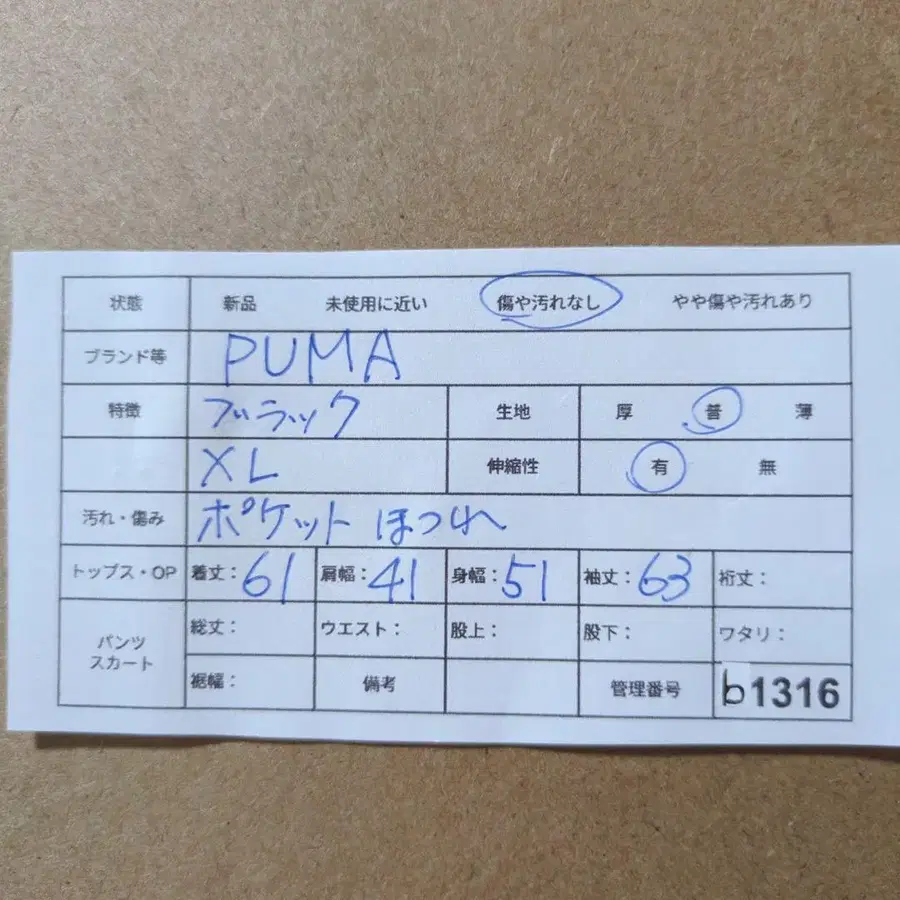 状態 新品 未使用に近い 傷や汚れなし やや傷や汚れあり
ブランド等 PUMA
特徴 ブラック 生地 厚 普 薄
XL 伸縮性 有 無
汚れ・傷み ポケット ほつれ
トップス・OP 着丈：61 肩幅：41 身幅：51 袖丈：63 裄丈：
パンツ スカート 総丈： ウエスト： 股上： 股下： ワタリ：
裾幅： 備考 管理番号 b1316